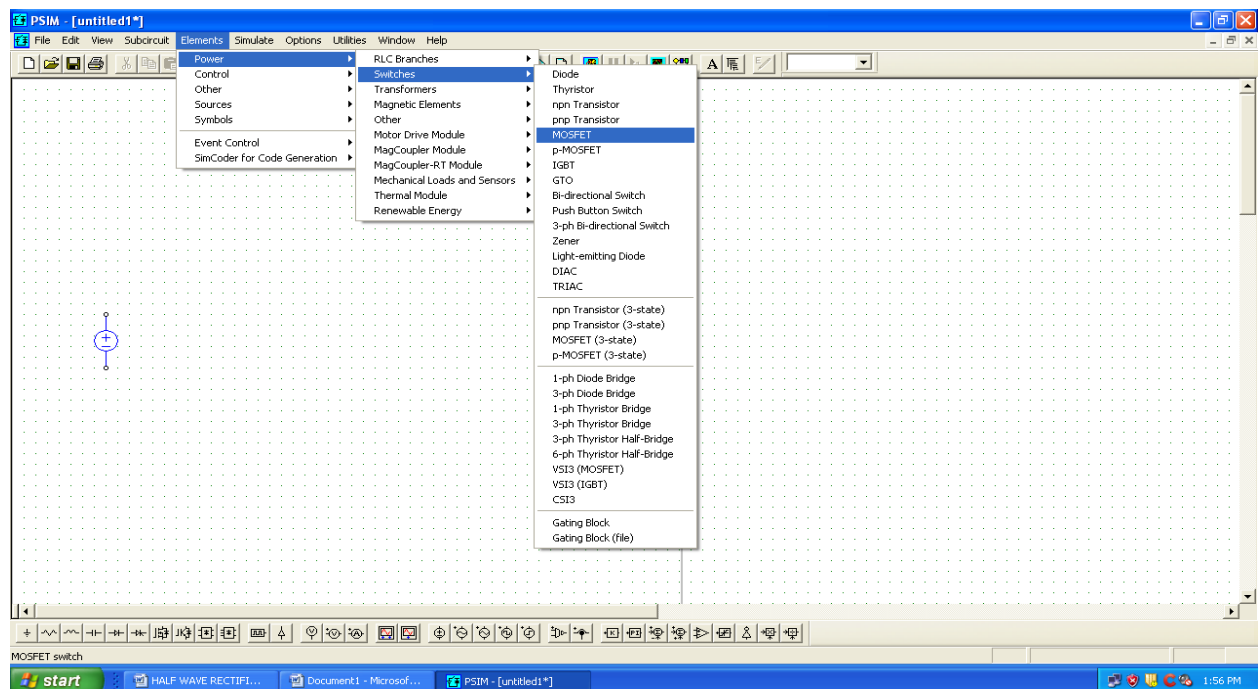 PSIM - [untitled1*]
File Edit View Subcircuit Elements Simulate Options Utilities Window Help
Power
Control
Other
Sources
Symbols
Event Control
SimCoder for Code Generation
RLC Branches
Switches
Transformers
Magnetic Elements
Other
Motor Drive Module
MagCoupler Module
MagCoupler-RT Module
Mechanical Loads and Sensors
Thermal Module
Renewable Energy
Diode
Thyristor
npn Transistor
pnp Transistor
MOSFET
p-MOSFET
IGBT
GTO
Bi-directional Switch
Push Button Switch
3-ph Bi-directional Switch
Zener
Light-emitting Diode
DIAC
TRIAC
npn Transistor (3-state)
pnp Transistor (3-state)
MOSFET (3-state)
p-MOSFET (3-state)
1-ph Diode Bridge
3-ph Diode Bridge
1-ph Thyristor Bridge
3-ph Thyristor Bridge
3-ph Thyristor Half-Bridge
6-ph Thyristor Half-Bridge
VSI3 (MOSFET)
VSI3 (IGBT)
CSI3
Gating Block
Gating Block (file)
MOSFET switch
start HALF WAVE RECTIFI... Document1 - Microsof... PSIM - [untitled1*] 1:56 PM